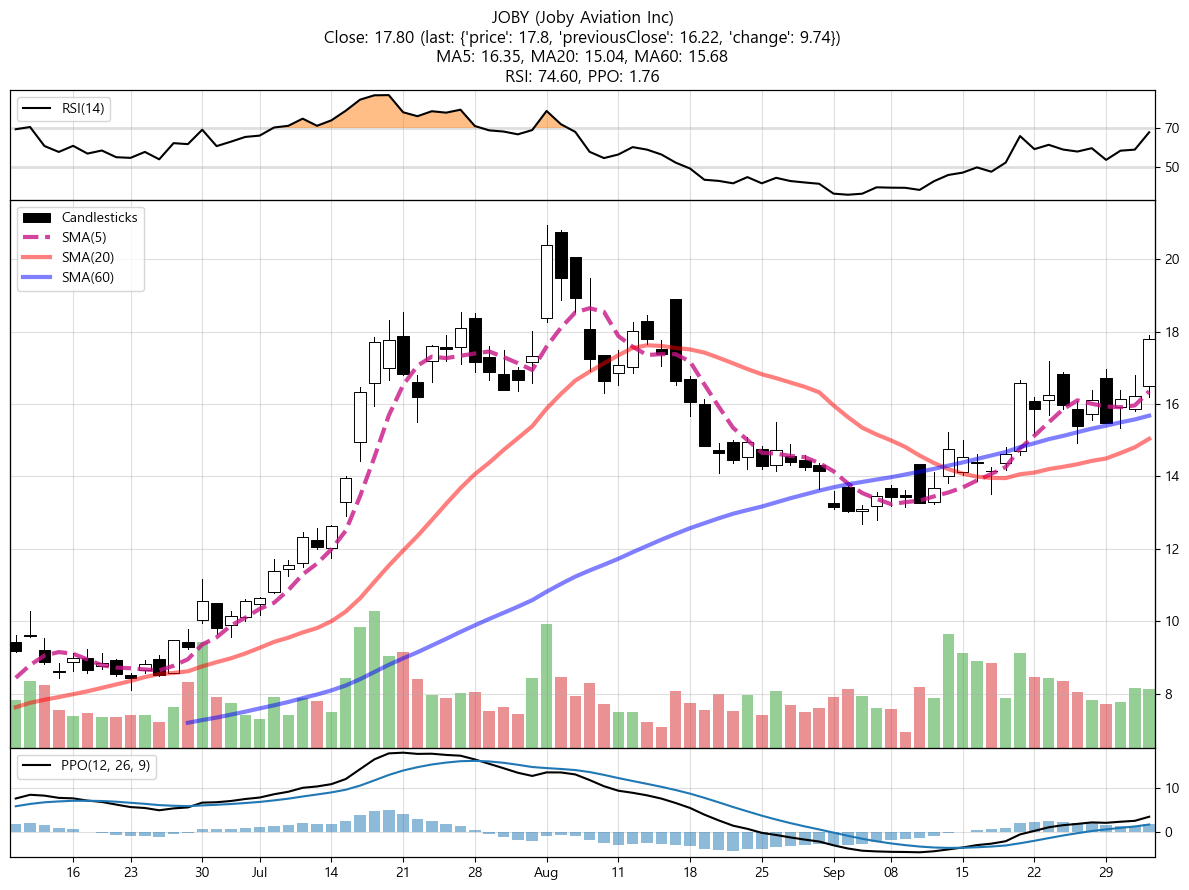 JOBY (Joby Aviation Inc)
Close: 17.80 (last: {'price': 17.8, 'previousClose': 16.22, 'change': 9.74})
MA5: 16.35, MA20: 15.04, MA60: 15.68
RSI: 74.60, PPO: 1.76
RSI(14)
70
50
Candlesticks
SMA(5)
SMA(20)
SMA(60)
20
18
16
14
12
10
8
PPO(12, 26, 9)
10
0
16 23 30 Jul 14 21 28 Aug 11 18 25 Sep 08 15 22 29